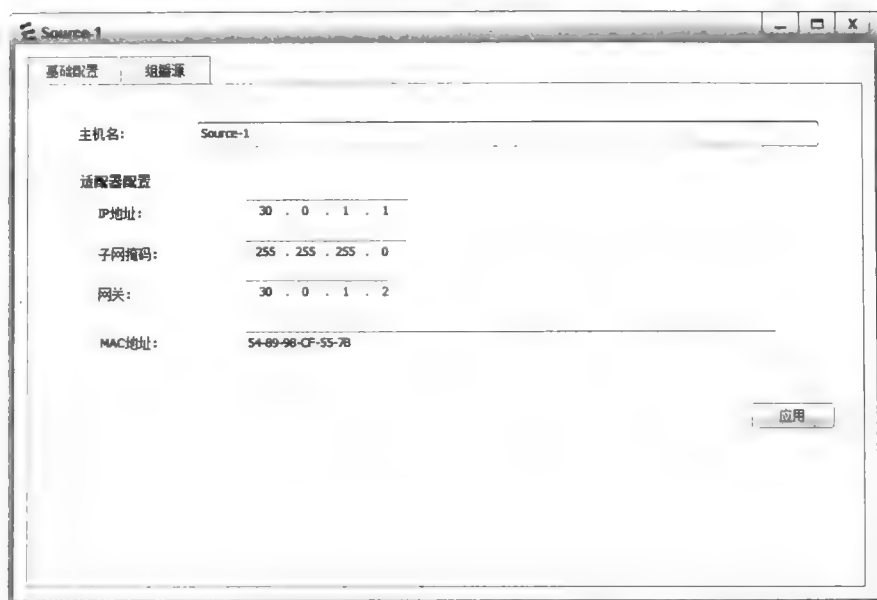 Source-1
基础配置 组播源
主机名: Source-1
适配器配置
IP地址: 30 . 0 . 1 . 1
子网掩码: 255 . 255 . 255 . 0
网关: 30 . 0 . 1 . 2
MAC地址: 54-89-98-CF-55-7B
应用